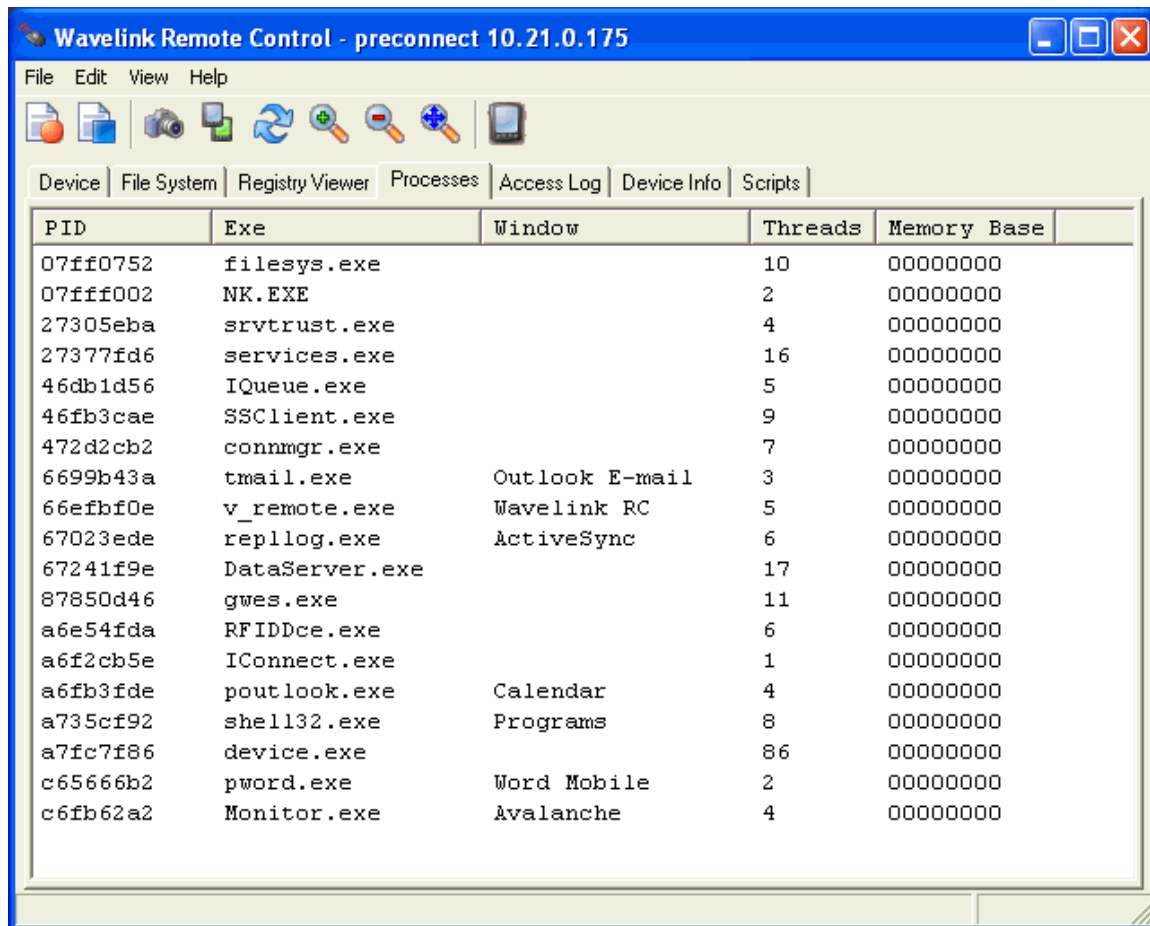 Wavelink Remote Control - preconnect 10.21.0.175
File Edit View Help
Device File System Registry Viewer Processes Access Log Device Info Scripts
PID Exe Window Threads Memory Base
07ff0752 filesys.exe 10 00000000
07fff002 NK.EXE 2 00000000
27305eba srvtrust.exe 4 00000000
27377fd6 services.exe 16 00000000
46db1d56 IQueue.exe 5 00000000
46fb3cae SSClient.exe 9 00000000
472d2cb2 connmgr.exe 7 00000000
6699b43a tmail.exe Outlook E-mail 3 00000000
66efbf0e v_remote.exe Wavelink RC 5 00000000
67023ede repllog.exe ActiveSync 6 00000000
67241f9e DataServer.exe 17 00000000
87850d46 gwes.exe 11 00000000
a6e54fda RFIDDce.exe 6 00000000
a6f2cb5e IConnect.exe 1 00000000
a6fb3fde poutlook.exe Calendar 4 00000000
a735cf92 shell32.exe Programs 8 00000000
a7fc7f86 device.exe 86 00000000
c65666b2 pword.exe Word Mobile 2 00000000
c6fb62a2 Monitor.exe Avalanche 4 00000000